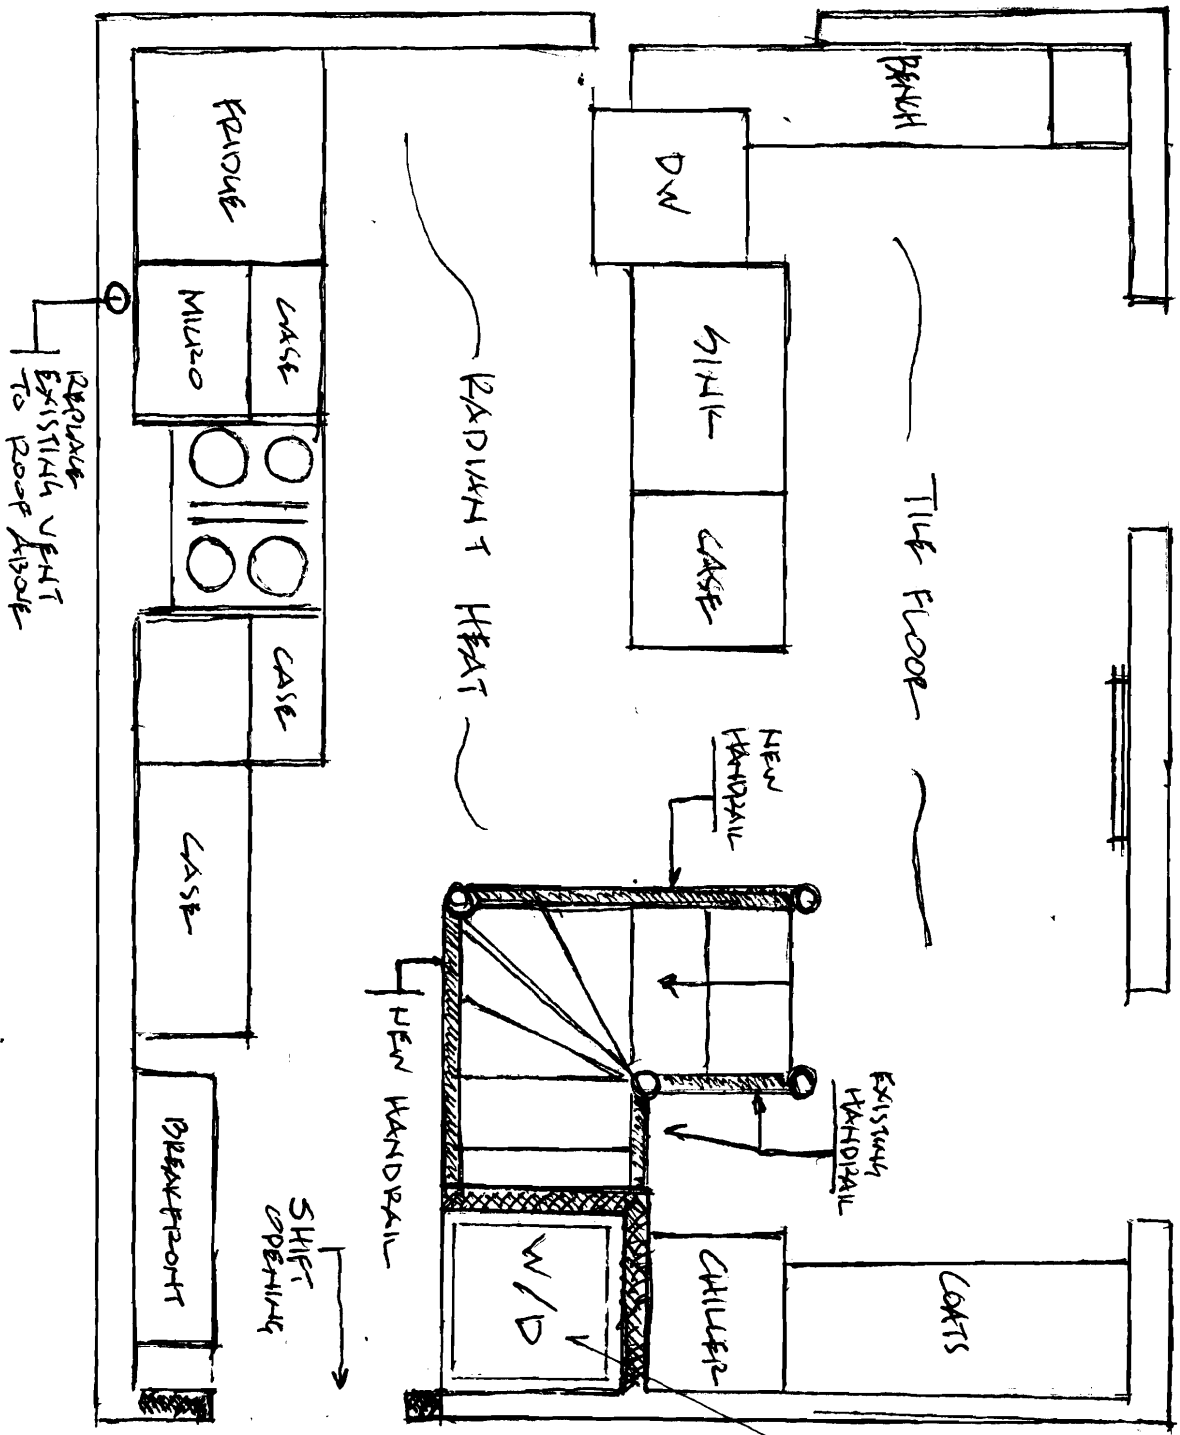 BENCH
FRIDGE
DW
MICRO
CASE
SINK
CASE
REPLACE
EXISTING VENT
TO ROOF ABOVE
RADIANT HEAT
TILE FLOOR
CASE
CASE
NEW
HANDRAIL
NEW HANDRAIL
EXISTING
HANDRAIL
BREAKFRONT
SHIFT
OPENING
W/D
CHILLER
COATS